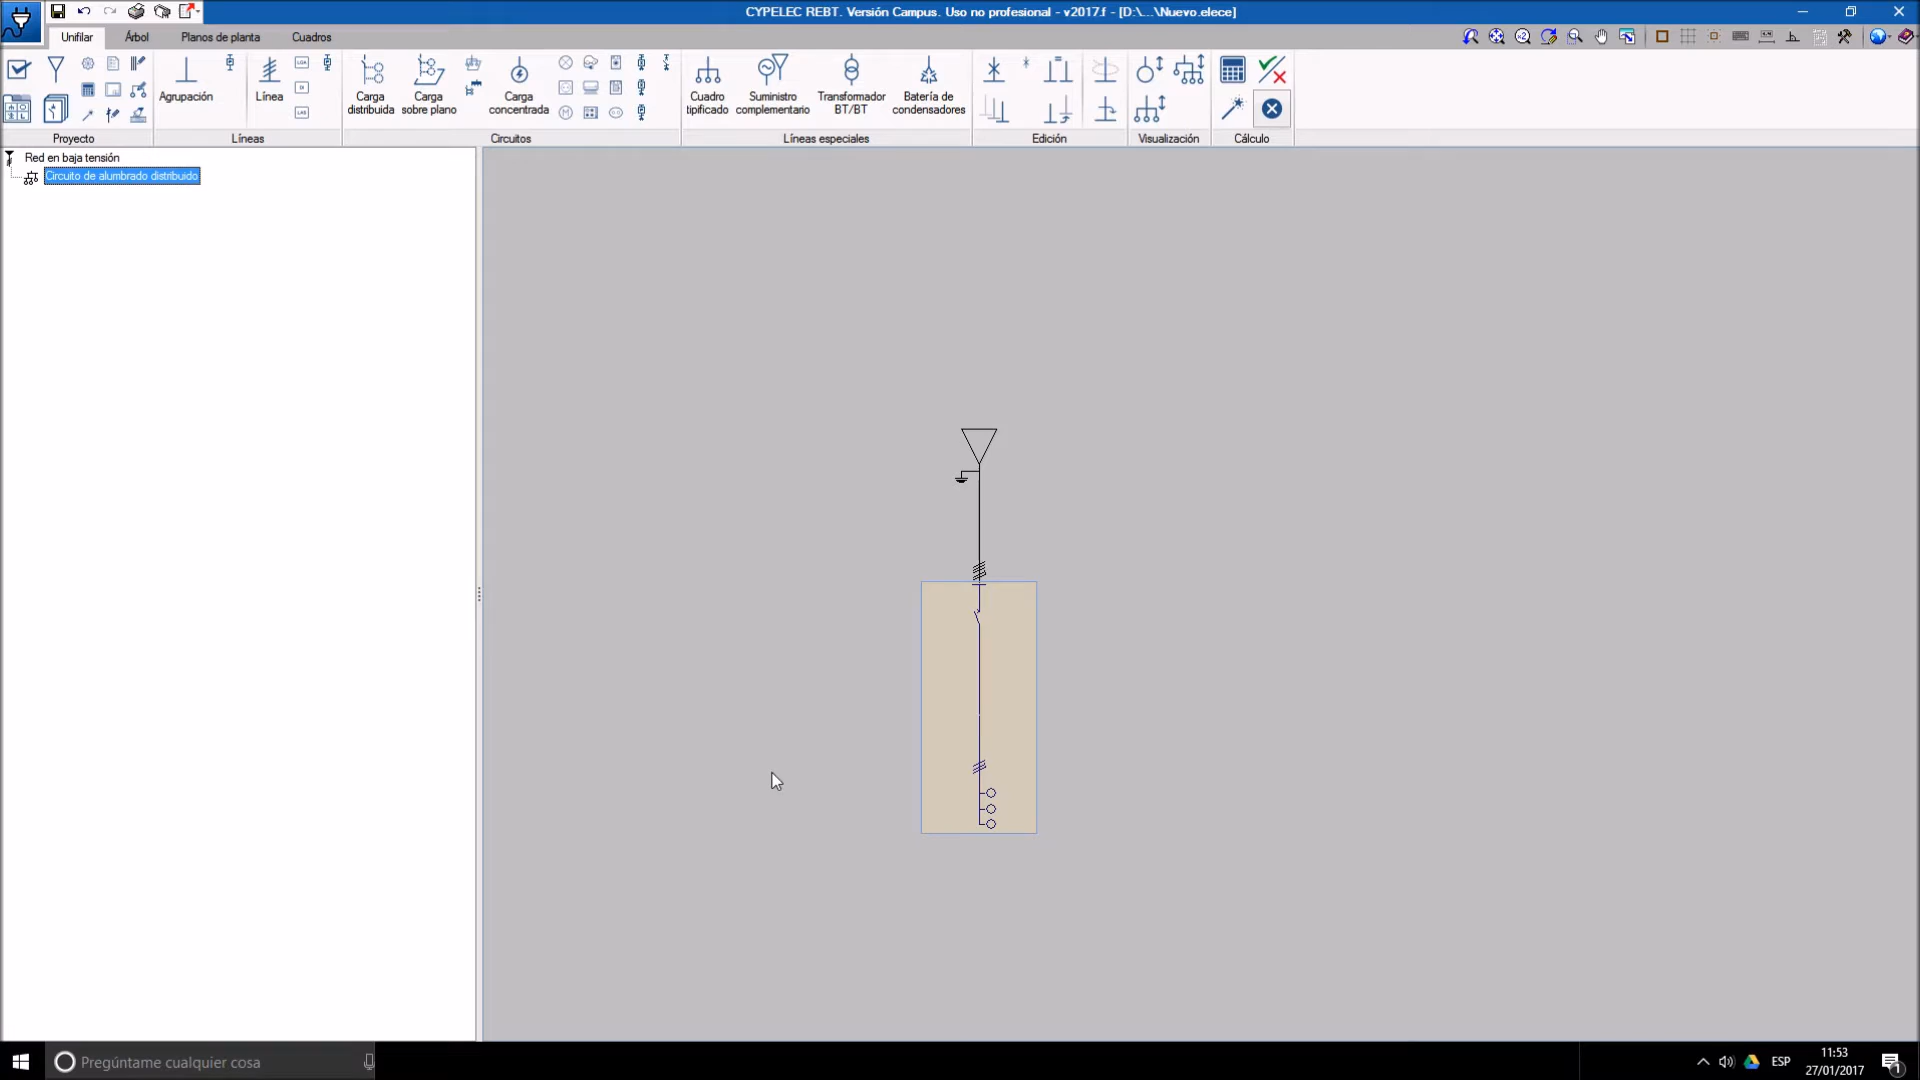 CYPELEC REBT. Versión Campus. Uso no profesional - v2017.f - [D:\...\Nuevo.elece]
Unifilar
Árbol
Planos de planta
Cuadros
Agrupación
Línea
Carga distribuida
Carga sobre plano
Carga concentrada
Cuadro tipificado
Suministro complementario
Transformador BT/BT
Batería de condensadores
Proyecto
Líneas
Circuitos
Líneas especiales
Edición
Visualización
Cálculo
Red en baja tensión
Circuito de alumbrado distribuido
Pregúntame cualquier cosa
ESP
11:53
27/01/2017
1